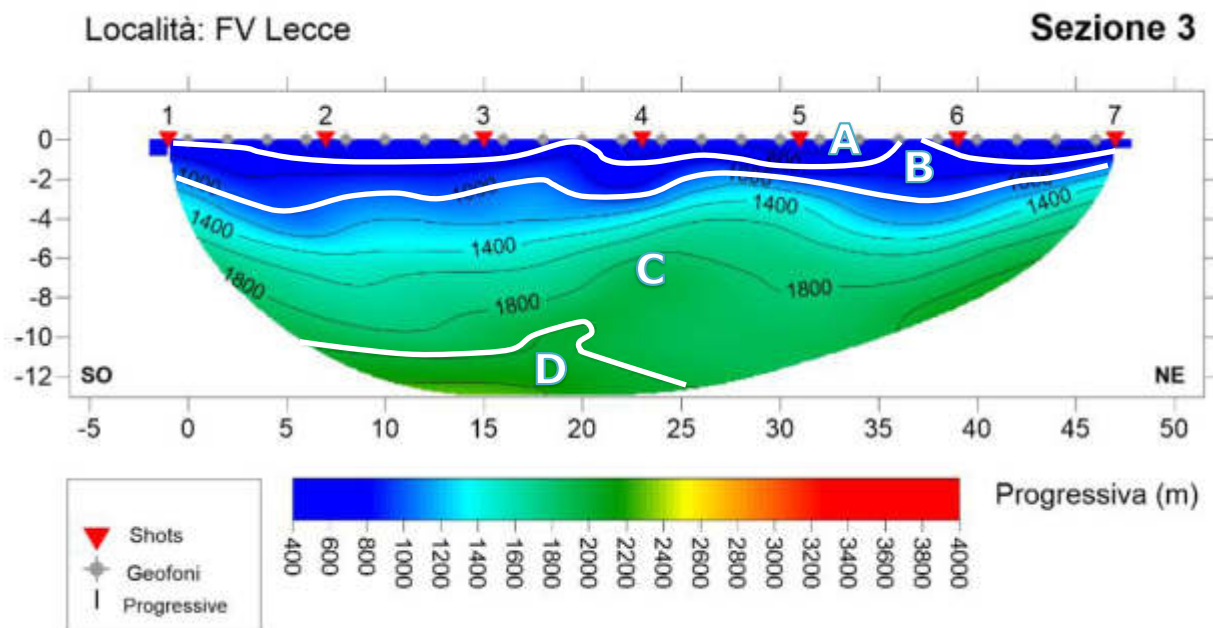 Località: FV Lecce
Sezione 3
1 2 3 4 5 6 7
0
-2
-4
-6
-8
-10
-12
A
B
C
D
1000
1000
1000
1000
1400
1400
1400
1400
1800
1800
1800
SO
NE
-5 0 5 10 15 20 25 30 35 40 45 50
Progressiva (m)
400 600 800 1000 1200 1400 1600 1800 2000 2200 2400 2600 2800 3000 3200 3400 3600 3800 4000
Shots
Geofoni
Progressive